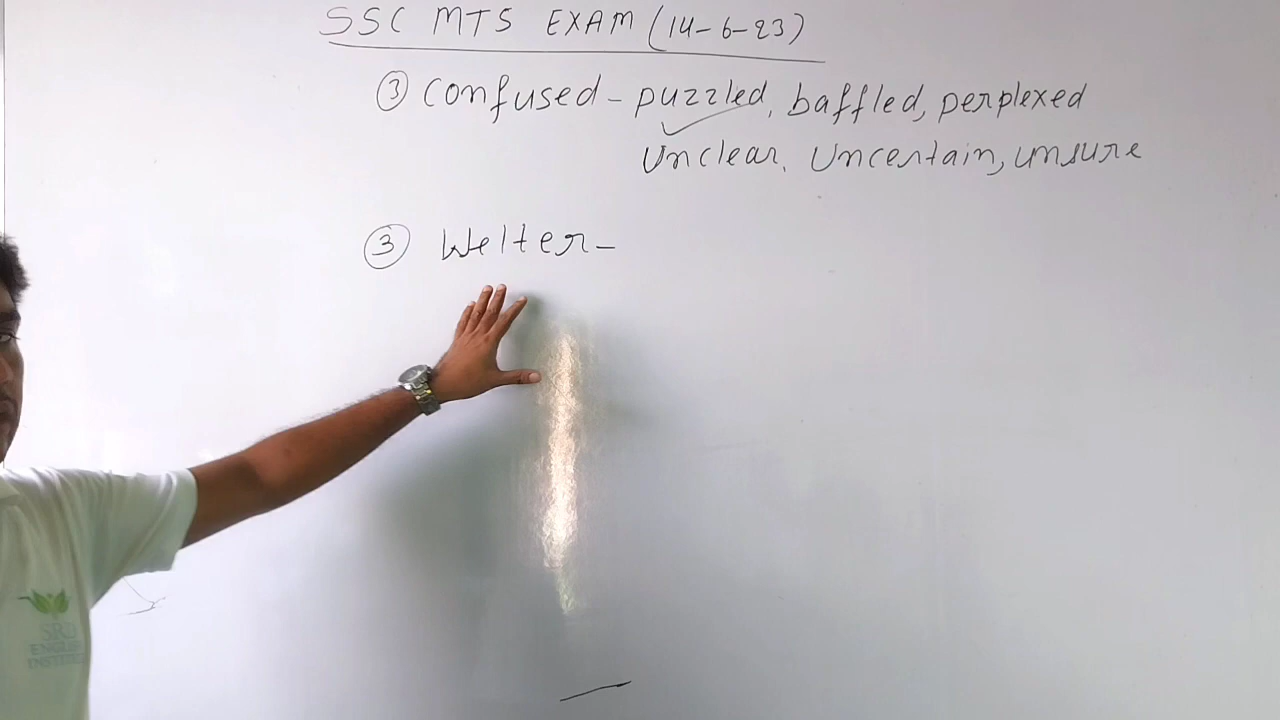 SSC MTS EXAM (14-6-23)
③ Confused - puzzled, baffled, perplexed
Unclear, Uncertain, unsure
③ Welter -